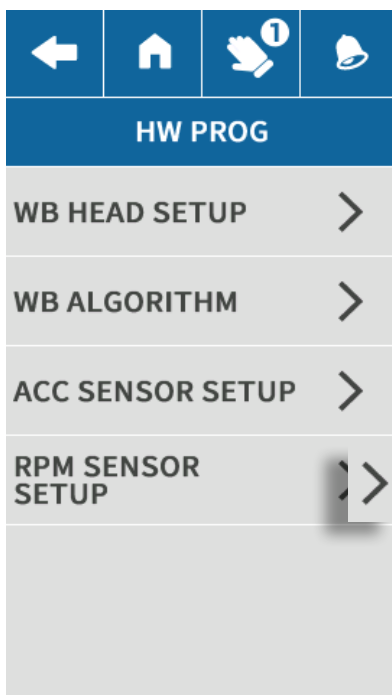 1
HW PROG
WB HEAD SETUP
WB ALGORITHM
ACC SENSOR SETUP
RPM SENSOR
SETUP